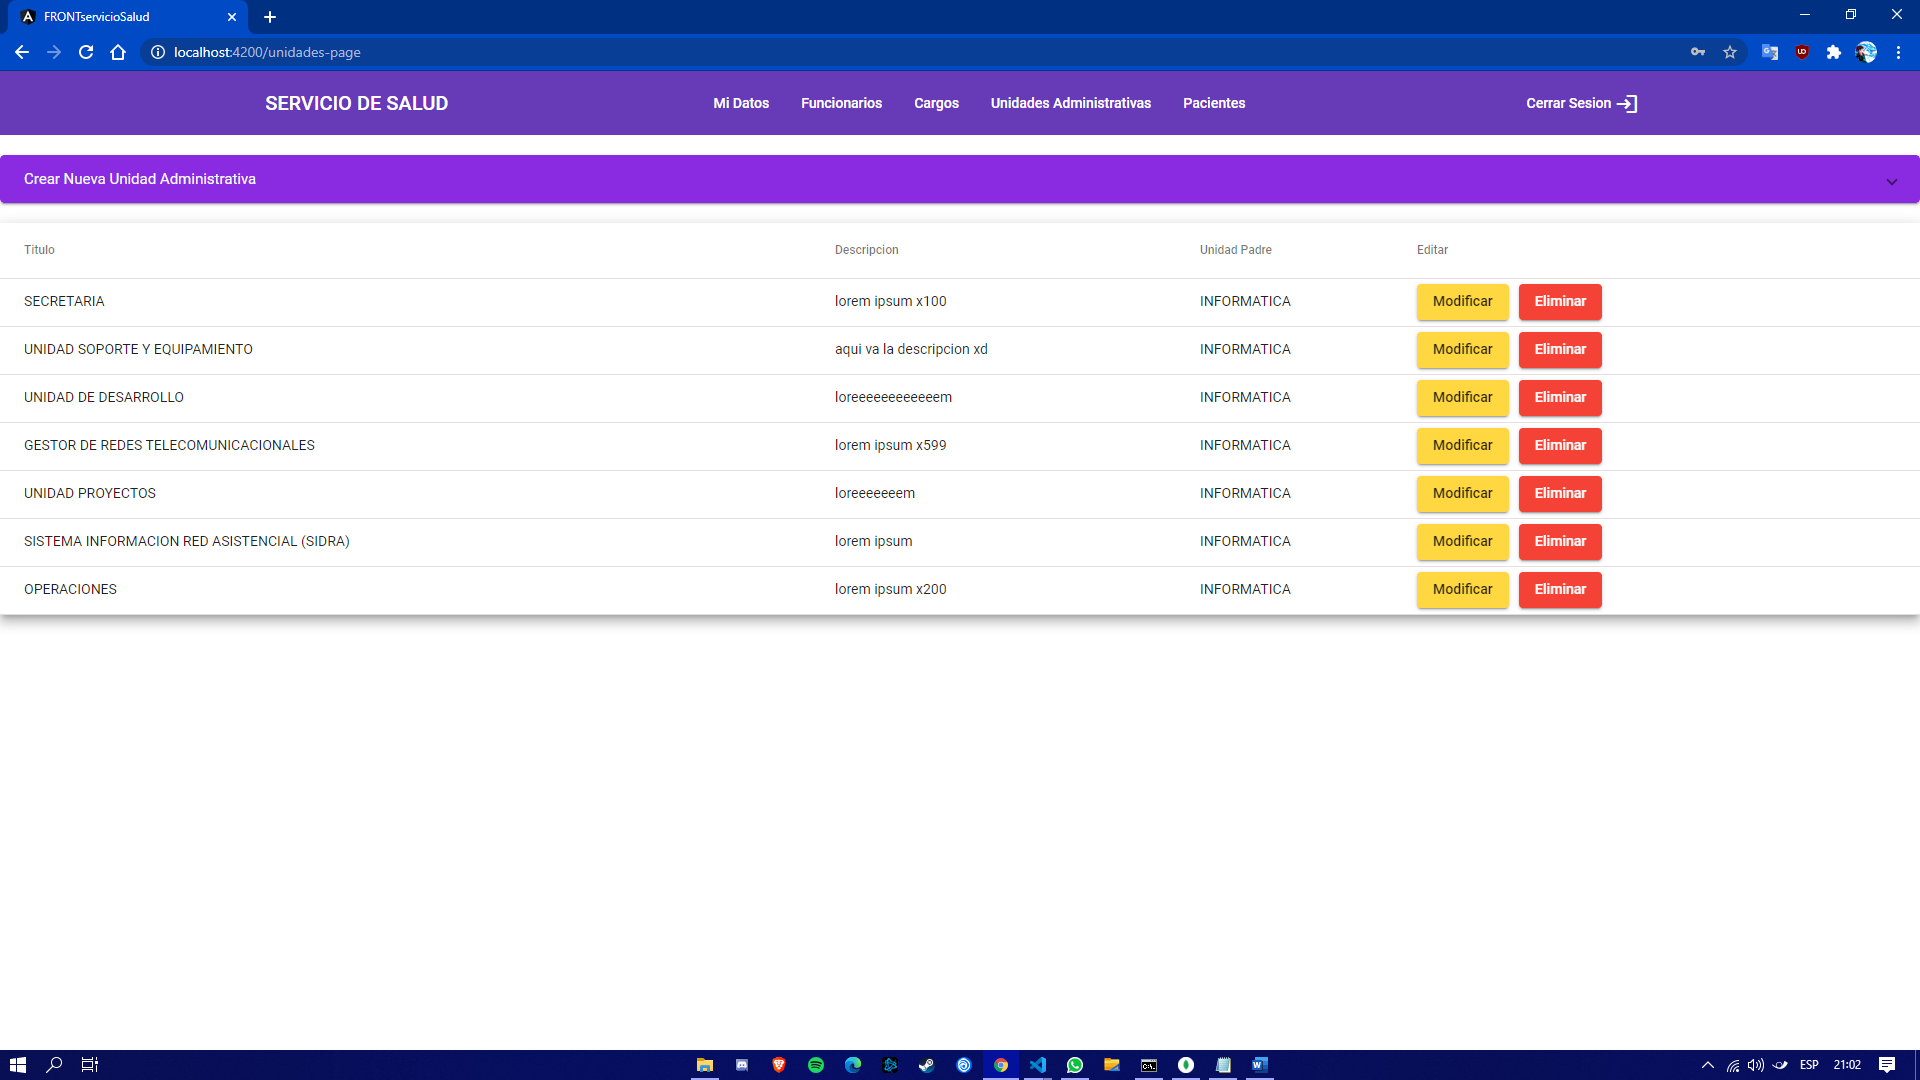 FRONTservicioSalud
localhost:4200/unidades-page
SERVICIO DE SALUD Mi Datos Funcionarios Cargos Unidades Administrativas Pacientes Cerrar Sesion
Crear Nueva Unidad Administrativa
Titulo Descripcion Unidad Padre Editar
SECRETARIA lorem ipsum x100 INFORMATICA Modificar Eliminar
UNIDAD SOPORTE Y EQUIPAMIENTO aqui va la descripcion xd INFORMATICA Modificar Eliminar
UNIDAD DE DESARROLLO loreeeeeeeeeeeem INFORMATICA Modificar Eliminar
GESTOR DE REDES TELECOMUNICACIONALES lorem ipsum x599 INFORMATICA Modificar Eliminar
UNIDAD PROYECTOS loreeeeeeem INFORMATICA Modificar Eliminar
SISTEMA INFORMACION RED ASISTENCIAL (SIDRA) lorem ipsum INFORMATICA Modificar Eliminar
OPERACIONES lorem ipsum x200 INFORMATICA Modificar Eliminar
ESP 21:02